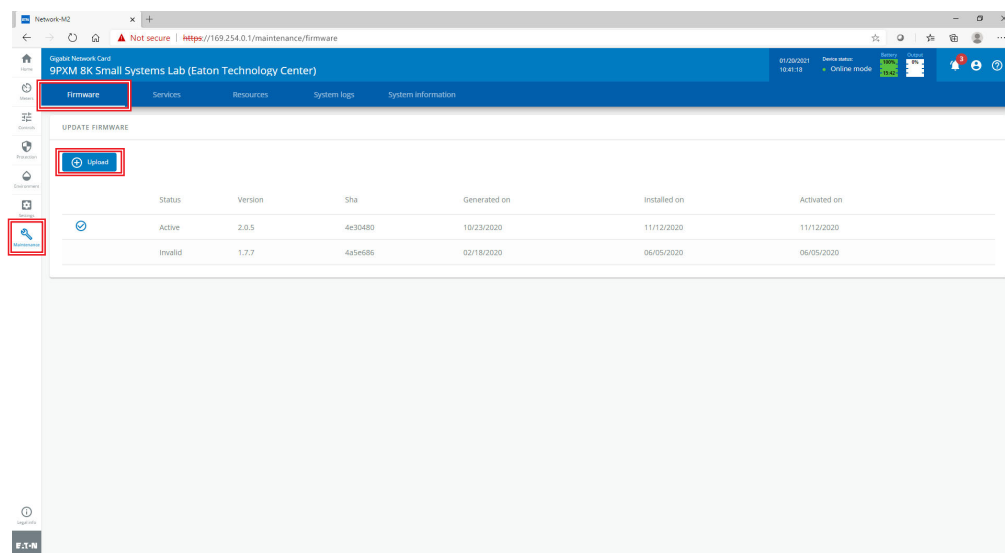 Network-M2
Not secure | https://169.254.0.1/maintenance/firmware
Gigabit Network Card
9PXM 8K Small Systems Lab (Eaton Technology Center)
01/20/2021
10:41:18
Device status:
Online mode
Battery
100%
15:42
Output
0%
3
Home
Meters
Controls
Protection
Environment
Settings
Maintenance
Legal info
Firmware Services Resources System logs System information
UPDATE FIRMWARE
Upload
Status Version Sha Generated on Installed on Activated on
Active 2.0.5 4e30480 10/23/2020 11/12/2020 11/12/2020
Invalid 1.7.7 4a5e686 02/18/2020 06/05/2020 06/05/2020
EATON